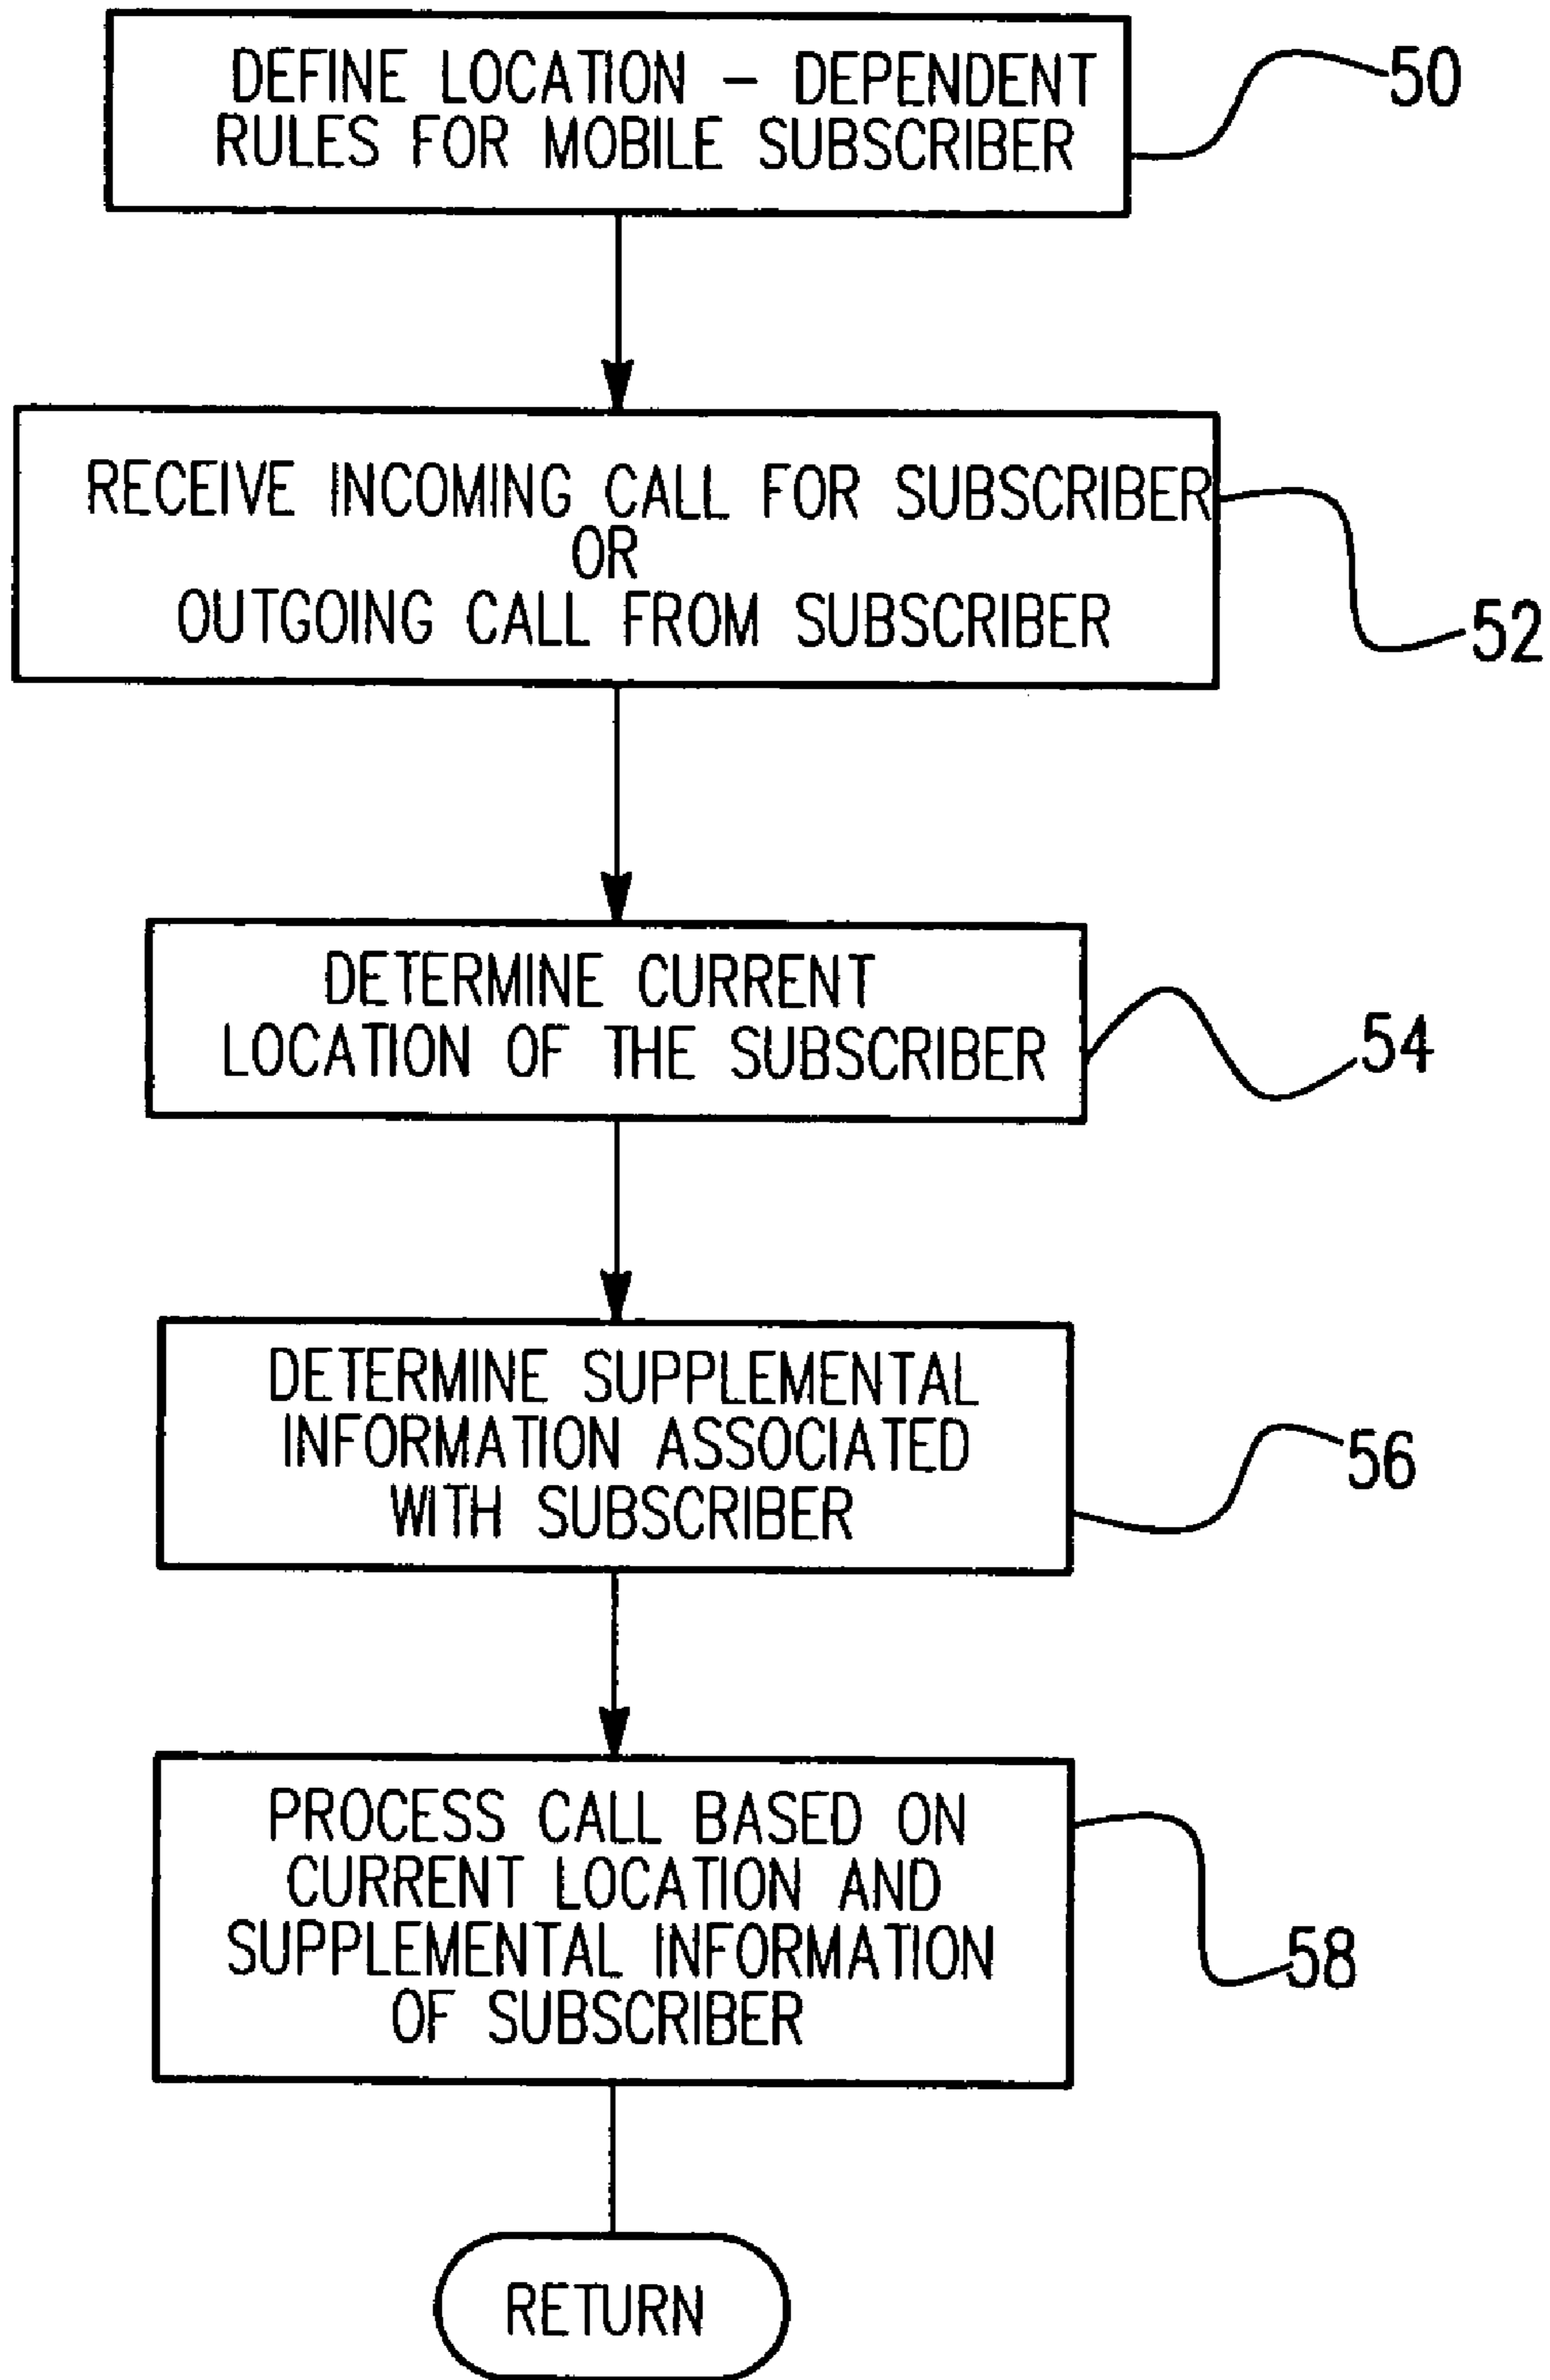 DEFINE LOCATION - DEPENDENT
RULES FOR MOBILE SUBSCRIBER
50
RECEIVE INCOMING CALL FOR SUBSCRIBER
OR
OUTGOING CALL FROM SUBSCRIBER
52
DETERMINE CURRENT
LOCATION OF THE SUBSCRIBER
54
DETERMINE SUPPLEMENTAL
INFORMATION ASSOCIATED
WITH SUBSCRIBER
56
PROCESS CALL BASED ON
CURRENT LOCATION AND
SUPPLEMENTAL INFORMATION
OF SUBSCRIBER
58
RETURN